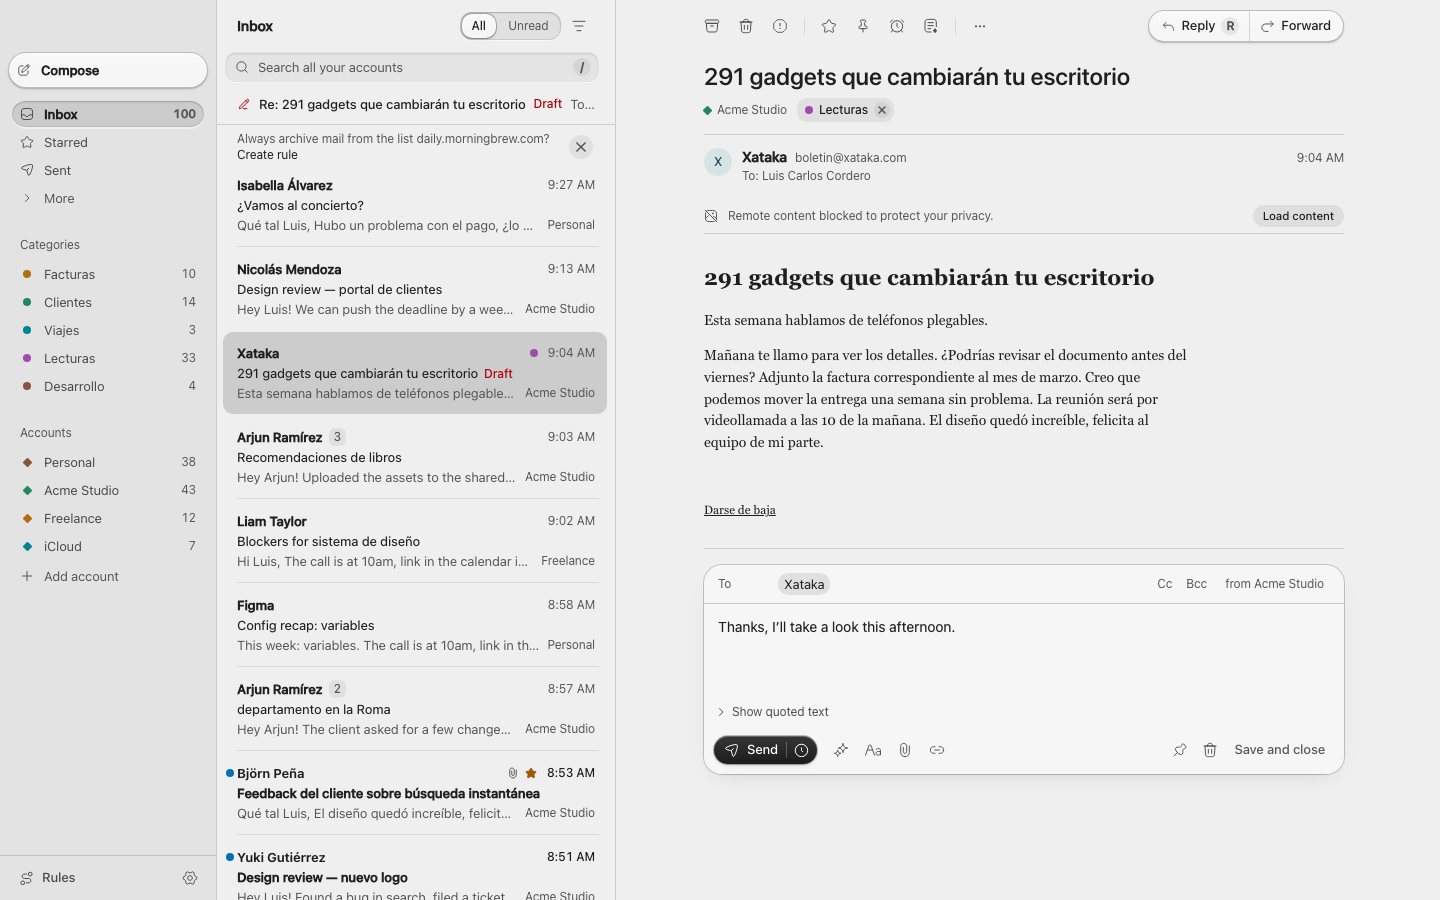 Compose
Inbox 100
Starred
Sent
More
Categories
Facturas 10
Clientes 14
Viajes 3
Lecturas 33
Desarrollo 4
Accounts
Personal 38
Acme Studio 43
Freelance 12
iCloud 7
Add account
Rules
Inbox All Unread
Search all your accounts /
Re: 291 gadgets que cambiarán tu escritorio Draft To...
Always archive mail from the list daily.morningbrew.com?
Create rule
Isabella Álvarez 9:27 AM
¿Vamos al concierto?
Qué tal Luis, Hubo un problema con el pago, ¿lo ... Personal
Nicolás Mendoza 9:13 AM
Design review — portal de clientes
Hey Luis! We can push the deadline by a wee... Acme Studio
Xataka 9:04 AM
291 gadgets que cambiarán tu escritorio Draft
Esta semana hablamos de teléfonos plegable... Acme Studio
Arjun Ramírez 3 9:03 AM
Recomendaciones de libros
Hey Arjun! Uploaded the assets to the shared... Acme Studio
Liam Taylor 9:02 AM
Blockers for sistema de diseño
Hi Luis, The call is at 10am, link in the calendar i... Freelance
Figma 8:58 AM
Config recap: variables
This week: variables. The call is at 10am, link in th... Personal
Arjun Ramírez 2 8:57 AM
departamento en la Roma
Hey Arjun! The client asked for a few change... Acme Studio
Björn Peña 8:53 AM
Feedback del cliente sobre búsqueda instantánea
Qué tal Luis, El diseño quedó increíble, felicit... Acme Studio
Yuki Gutiérrez 8:51 AM
Design review — nuevo logo
Hey Luis! Found a bug in search, filed a ticket Acme Studio
Reply R Forward
291 gadgets que cambiarán tu escritorio
Acme Studio Lecturas
X Xataka boletin@xataka.com 9:04 AM
To: Luis Carlos Cordero
Remote content blocked to protect your privacy. Load content
291 gadgets que cambiarán tu escritorio
Esta semana hablamos de teléfonos plegables.
Mañana te llamo para ver los detalles. ¿Podrías revisar el documento antes del
viernes? Adjunto la factura correspondiente al mes de marzo. Creo que
podemos mover la entrega una semana sin problema. La reunión será por
videollamada a las 10 de la mañana. El diseño quedó increíble, felicita al
equipo de mi parte.
Darse de baja
To Xataka Cc Bcc from Acme Studio
Thanks, I’ll take a look this afternoon.
Show quoted text
Send Aa Save and close